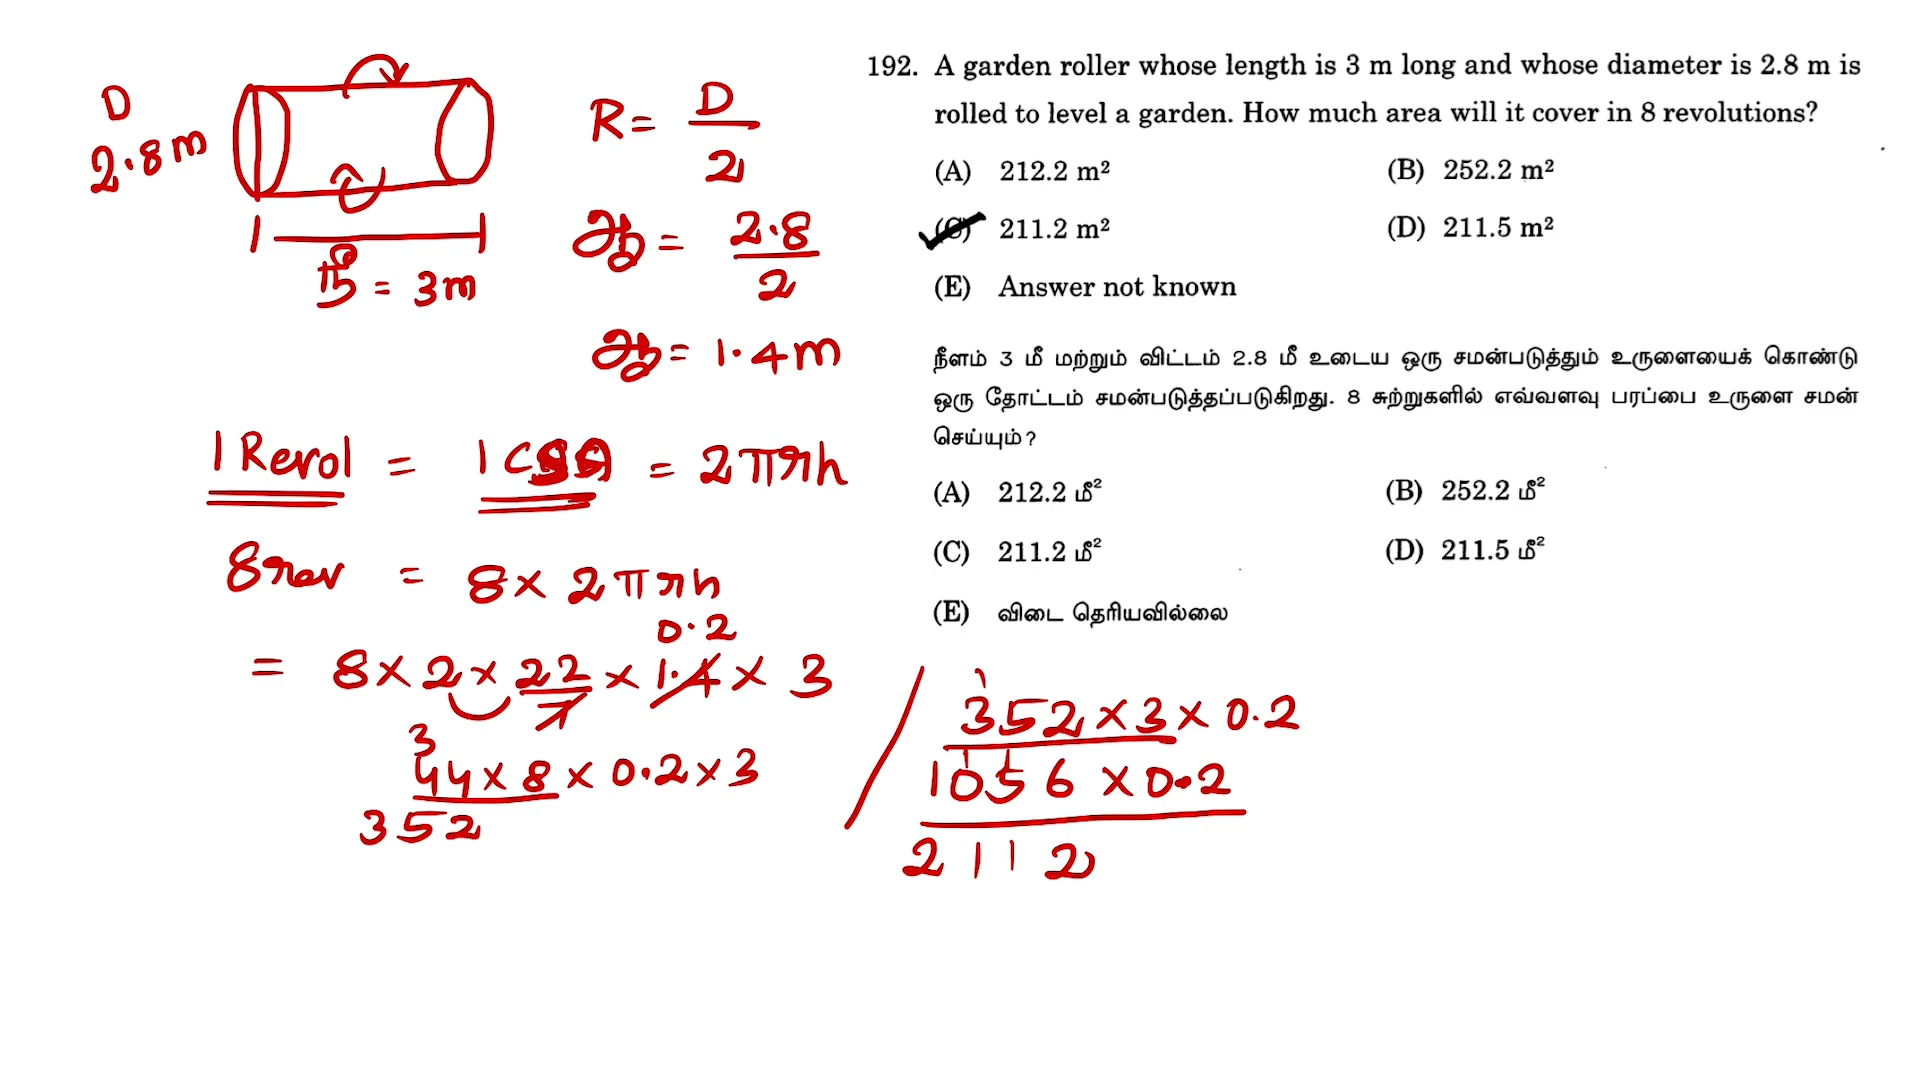 192. A garden roller whose length is 3 m long and whose diameter is 2.8 m is
rolled to level a garden. How much area will it cover in 8 revolutions?
(A) 212.2 m²
(B) 252.2 m²
(C) 211.2 m²
(D) 211.5 m²
(E) Answer not known
நீளம் 3 மீ மற்றும் விட்டம் 2.8 மீ உடைய ஒரு சமன்படுத்தும் உருளையைக் கொண்டு
ஒரு தோட்டம் சமன்படுத்தப்படுகிறது. 8 சுற்றுகளில் எவ்வளவு பரப்பை உருளை சமன்
செய்யும்?
(A) 212.2 மீ²
(B) 252.2 மீ²
(C) 211.2 மீ²
(D) 211.5 மீ²
(E) விடை தெரியவில்லை
D
2.8 m
நீ = 3m
R = D/2
ஆ = 2.8/2
ஆ = 1.4 m
1 Revol = 1 CSA = 2πrh
8 rev = 8 × 2πrh
0.2
= 8 × 2 × 22/7 × 1.4 × 3
3
44 × 8 × 0.2 × 3
352
1
352 × 3 × 0.2
1 1
1056 × 0.2
2112